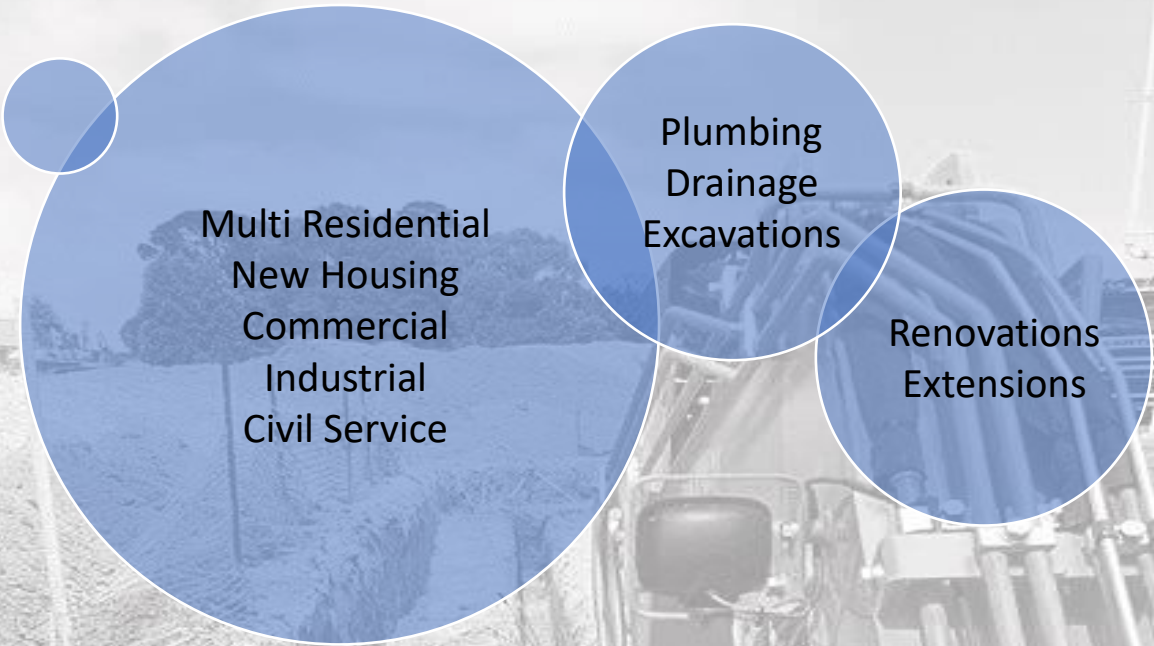 Multi Residential
New Housing
Commercial
Industrial
Civil Service
Plumbing
Drainage
Excavations
Renovations
Extensions